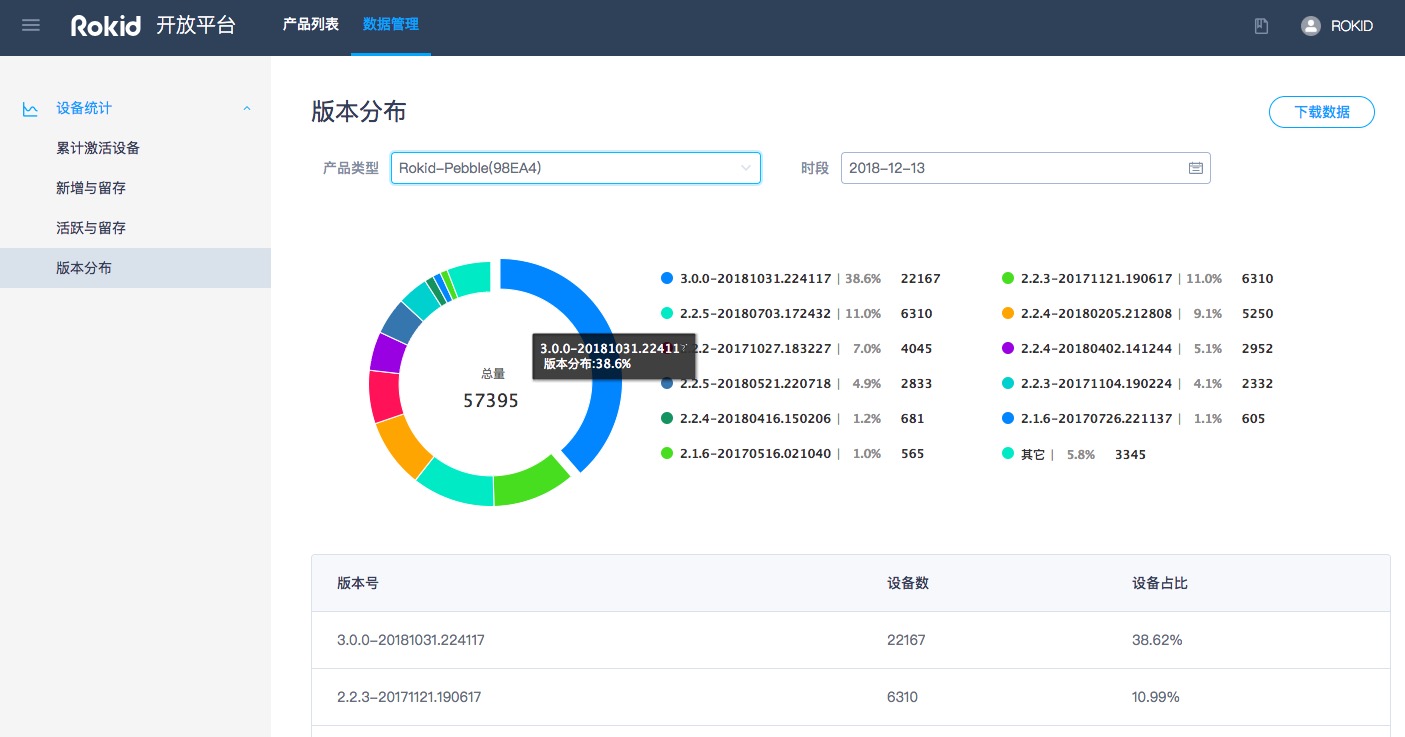 Rokid 开放平台 产品列表 数据管理 ROKID
设备统计
累计激活设备
新增与留存
活跃与留存
版本分布
版本分布
下载数据
产品类型 Rokid-Pebble(98EA4) 时段 2018-12-13
总量
57395
3.0.0-20181031.224117
版本分布:38.6%
3.0.0-20181031.224117 | 38.6% 22167
2.2.3-20171121.190617 | 11.0% 6310
2.2.5-20180703.172432 | 11.0% 6310
2.2.4-20180205.212808 | 9.1% 5250
2.2-20171027.183227 | 7.0% 4045
2.2.4-20180402.141244 | 5.1% 2952
2.2.5-20180521.220718 | 4.9% 2833
2.2.3-20171104.190224 | 4.1% 2332
2.2.4-20180416.150206 | 1.2% 681
2.1.6-20170726.221137 | 1.1% 605
2.1.6-20170516.021040 | 1.0% 565
其它 | 5.8% 3345
版本号 设备数 设备占比
3.0.0-20181031.224117 22167 38.62%
2.2.3-20171121.190617 6310 10.99%